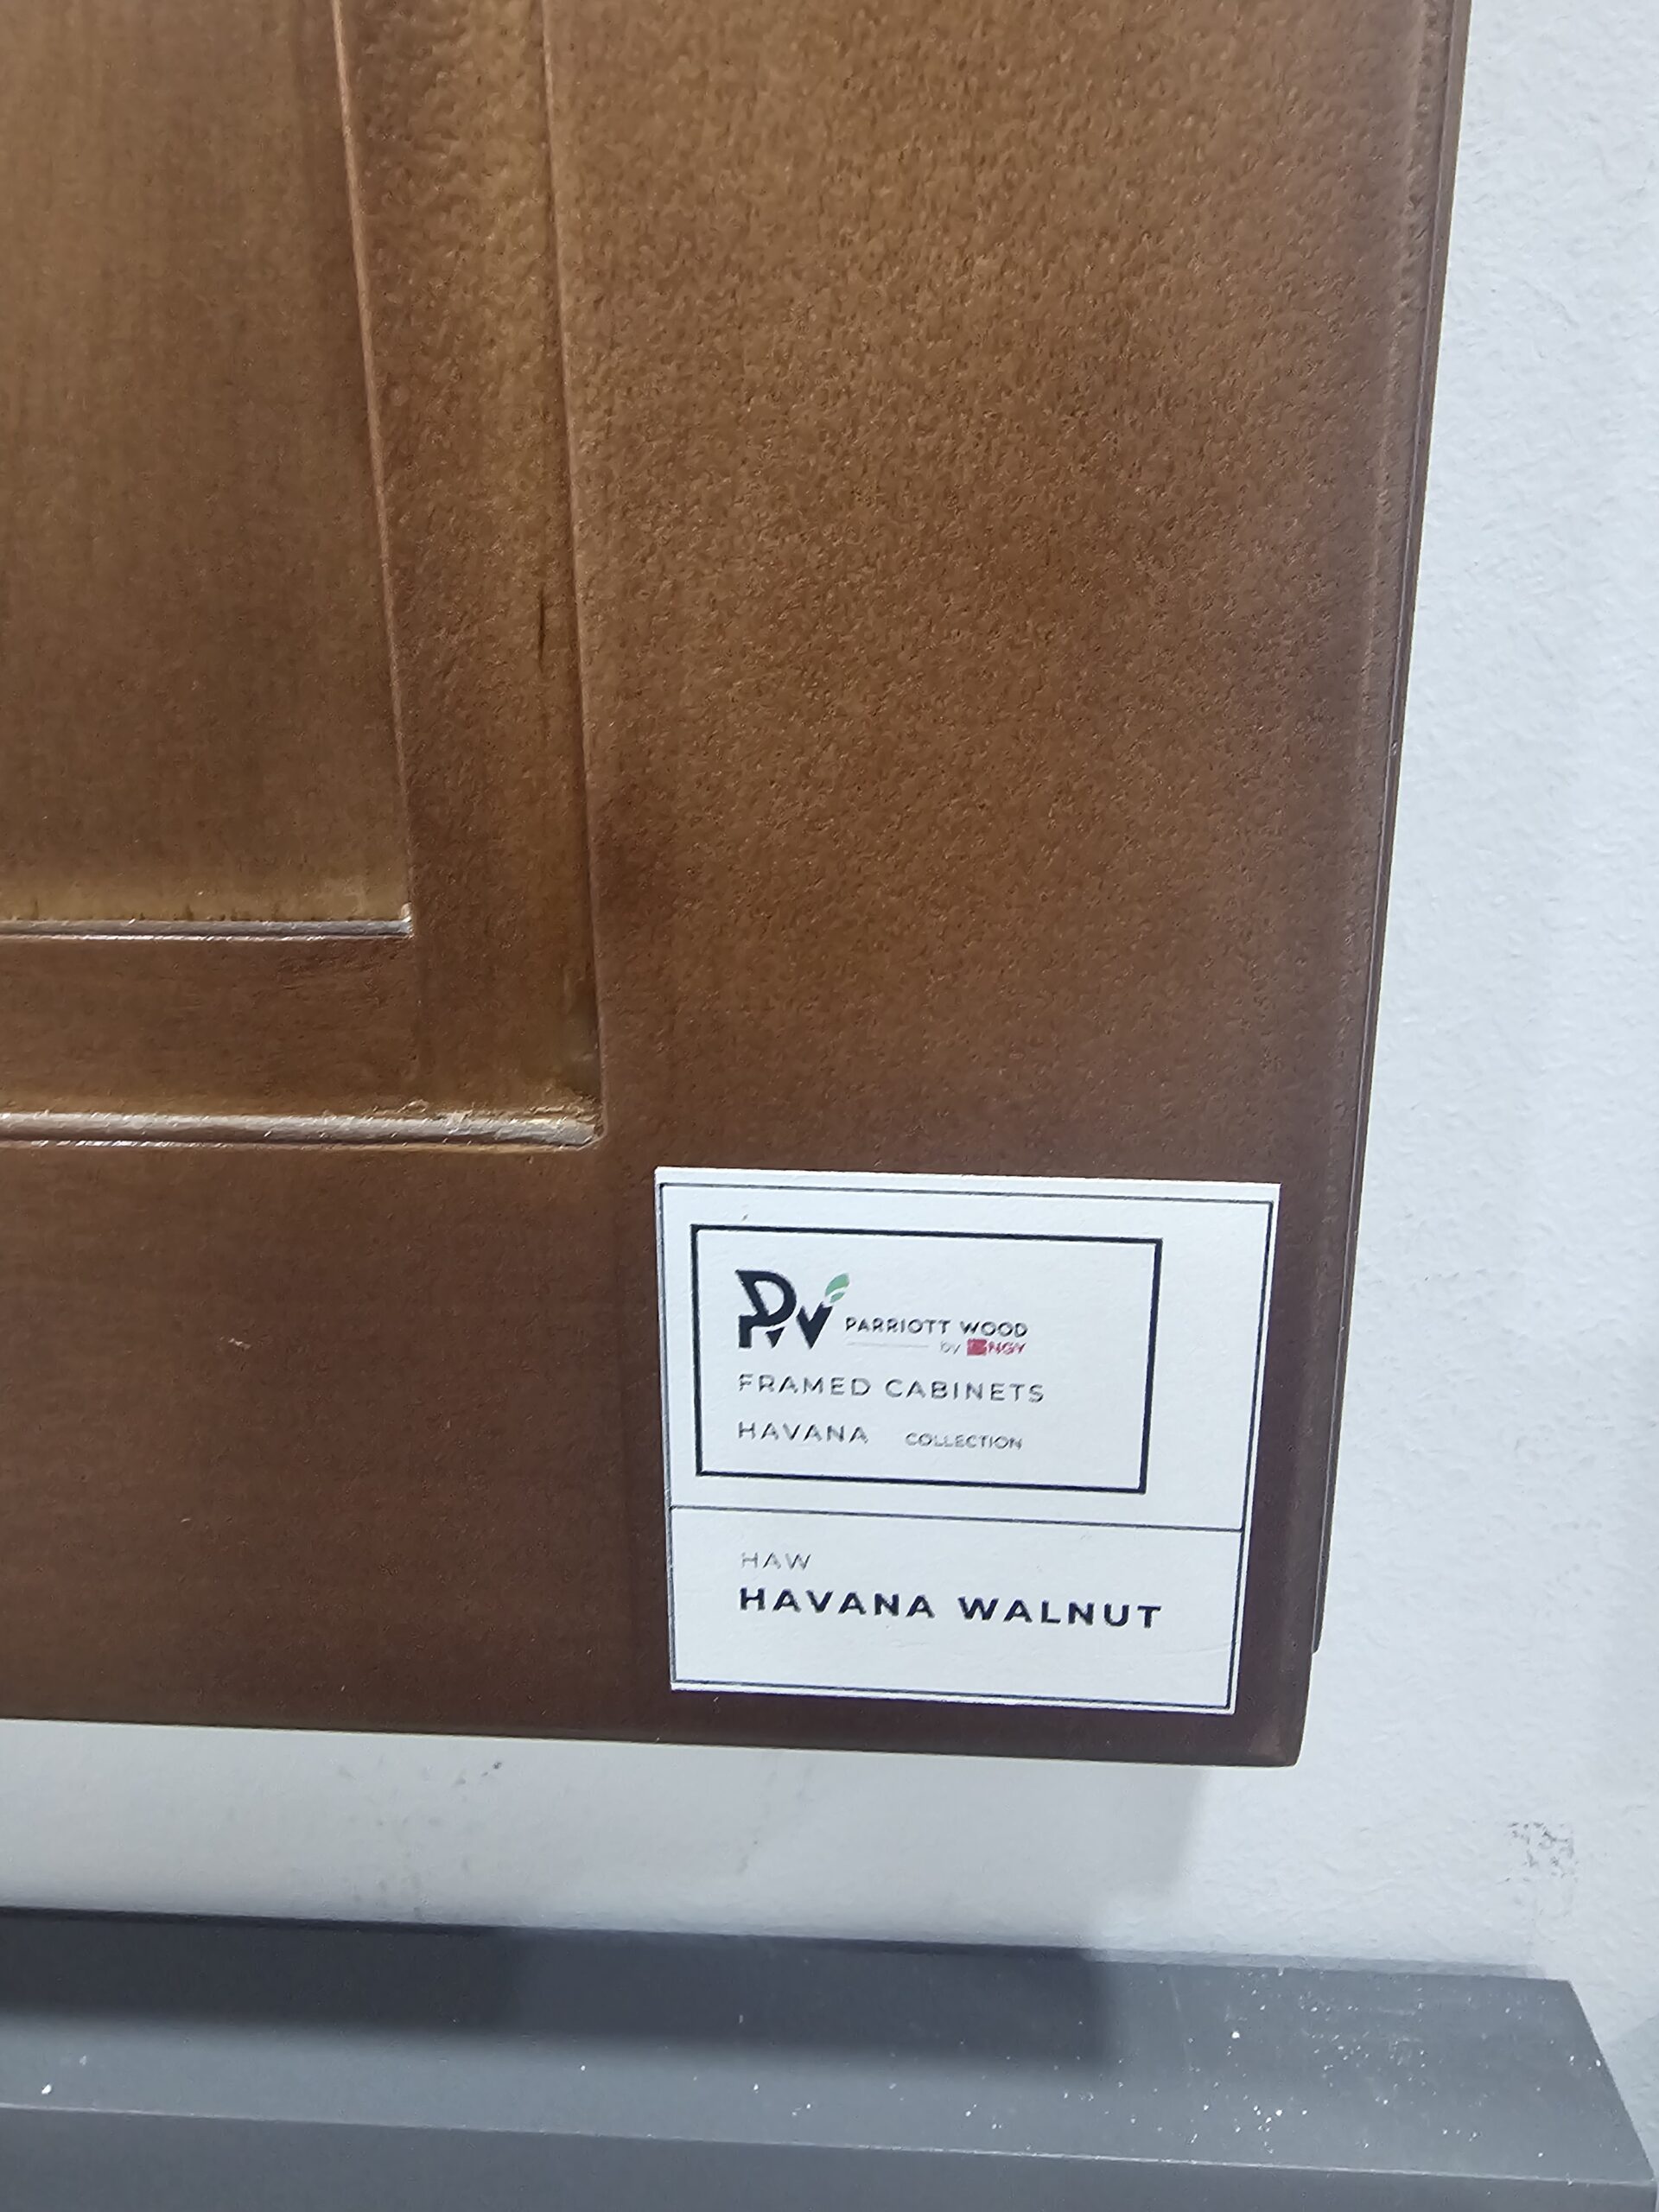 PW PARRIOTT WOOD
by NGY
FRAMED CABINETS
HAVANA COLLECTION
HAW
HAVANA WALNUT